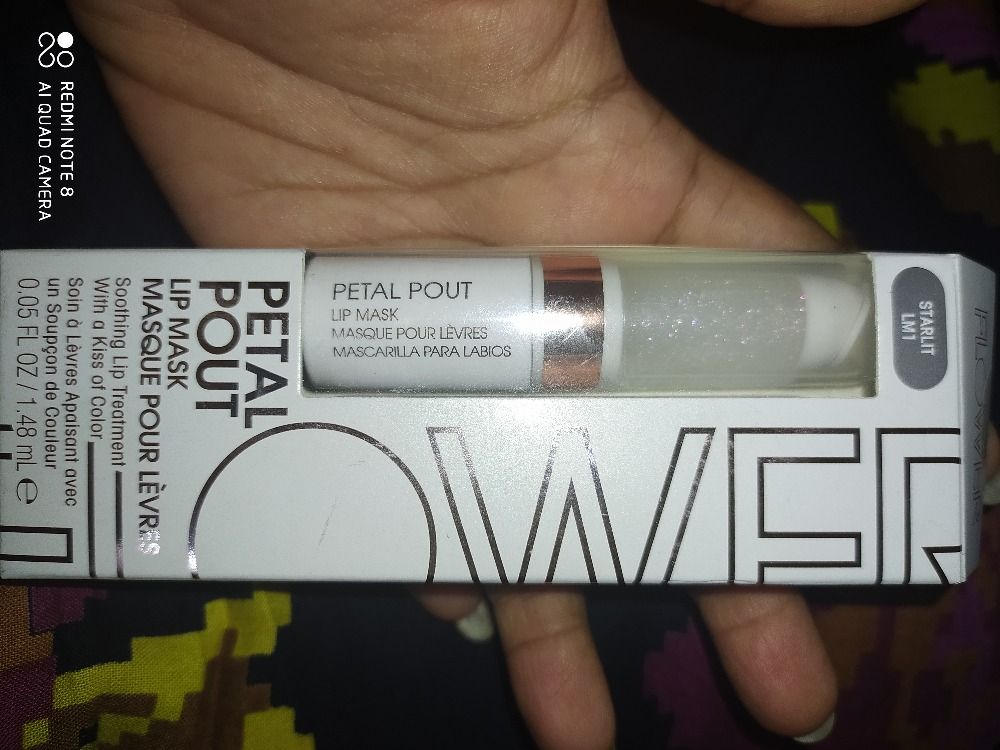 REDMI NOTE 8
AI QUAD CAMERA
PETAL
POUT
LIP MASK
MASQUE POUR LÈVRES
Soothing Lip Treatment
With a Kiss of Color
Soin à Lèvres Apaisant avec
un Soupçon de Couleur
0.05 FL OZ / 1.48 mL ℮
PETAL POUT
LIP MASK
MASQUE POUR LÈVRES
MASCARILLA PARA LABIOS
STARLIT
LM1
FLOWER
FLOWER